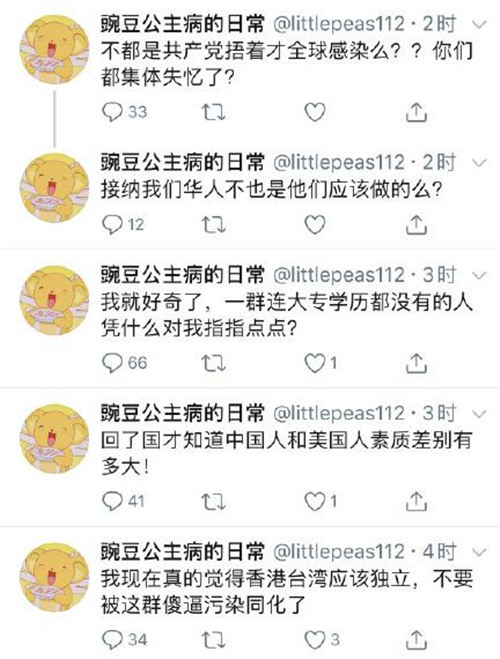 豌豆公主病的日常 @littlepeas112 · 2时
不都是共产党捂着才全球感染么？？你们
都集体失忆了？
33
豌豆公主病的日常 @littlepeas112 · 2时
接纳我们华人不也是他们应该做的么？
12
豌豆公主病的日常 @littlepeas112 · 3时
我就好奇了，一群连大专学历都没有的人
凭什么对我指指点点？
66 1
豌豆公主病的日常 @littlepeas112 · 3时
回了国才知道中国人和美国人素质差别有
多大！
41 1
豌豆公主病的日常 @littlepeas112 · 4时
我现在真的觉得香港台湾应该独立，不要
被这群傻逼污染同化了
34 3